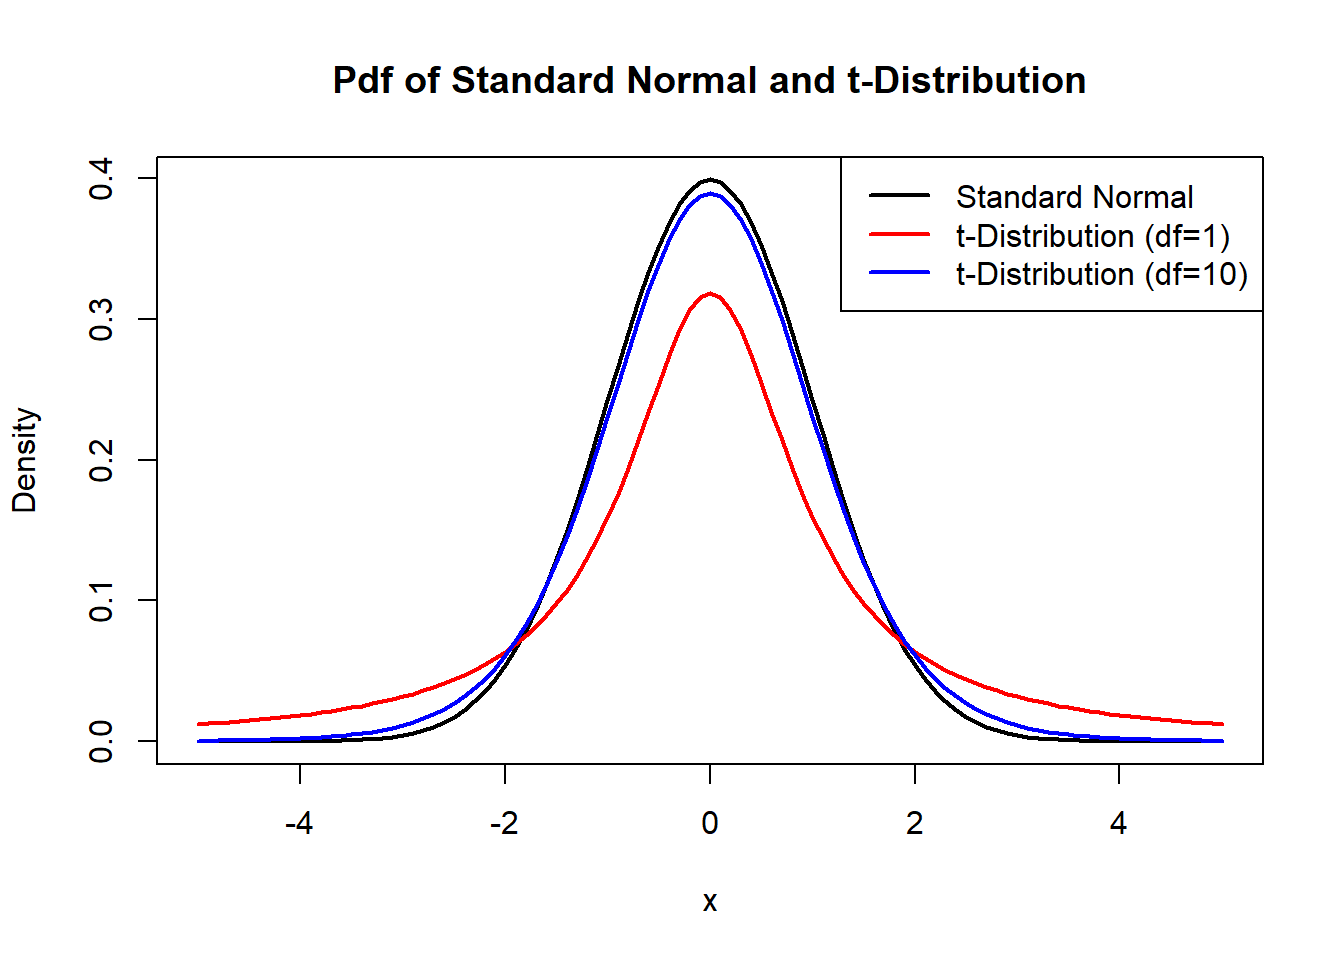 Pdf of Standard Normal and t-Distribution
Standard Normal
t-Distribution (df=1)
t-Distribution (df=10)
Density
0.4
0.3
0.2
0.1
0.0
-4 -2 0 2 4
x